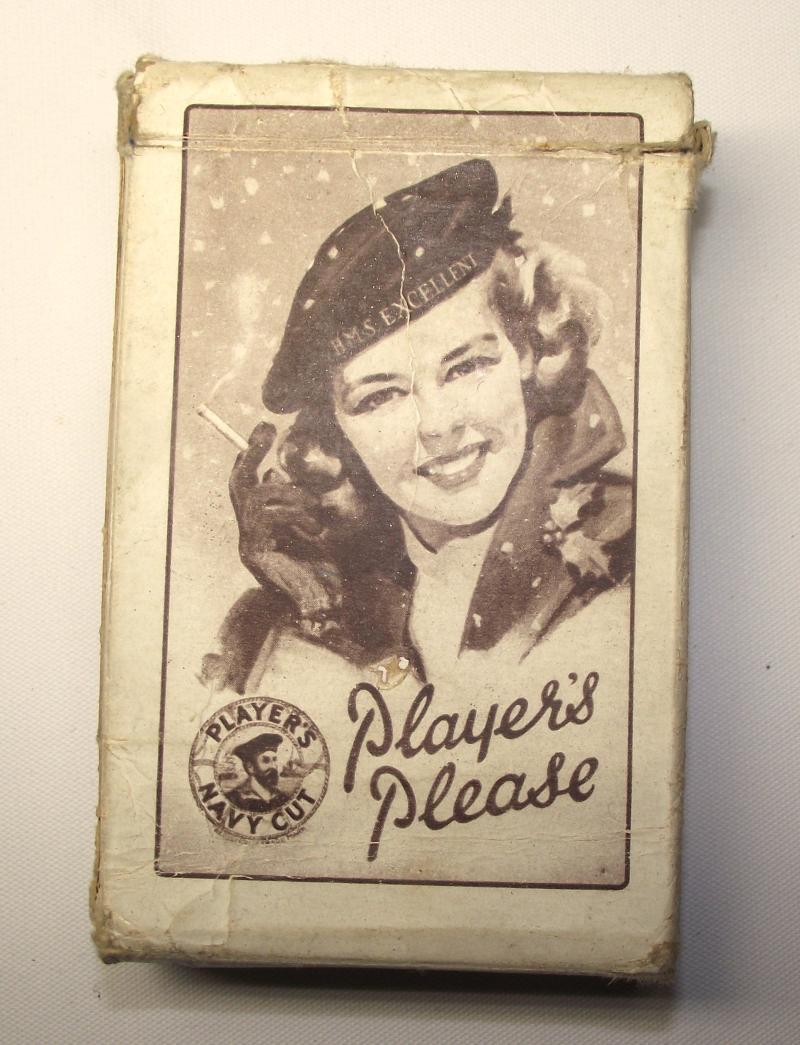 H.M.S. EXCELLENT
PLAYER'S
NAVY CUT
Player's
Please